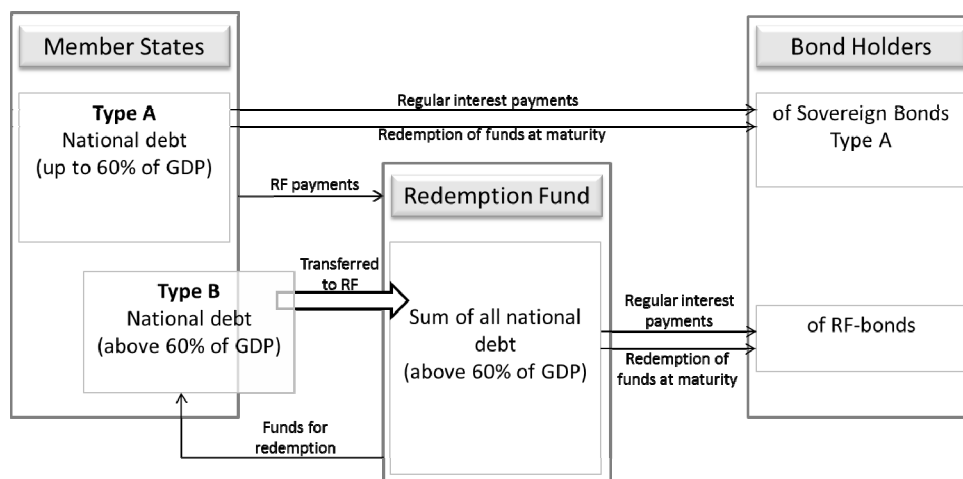 Member States
Bond Holders
Type A
National debt
(up to 60% of GDP)
Regular interest payments
Redemption of funds at maturity
of Sovereign Bonds
Type A
RF payments
Redemption Fund
Type B
National debt
(above 60% of GDP)
Transferred
to RF
Sum of all national
debt
(above 60% of GDP)
Regular interest
payments
Redemption of
funds at maturity
of RF-bonds
Funds for
redemption